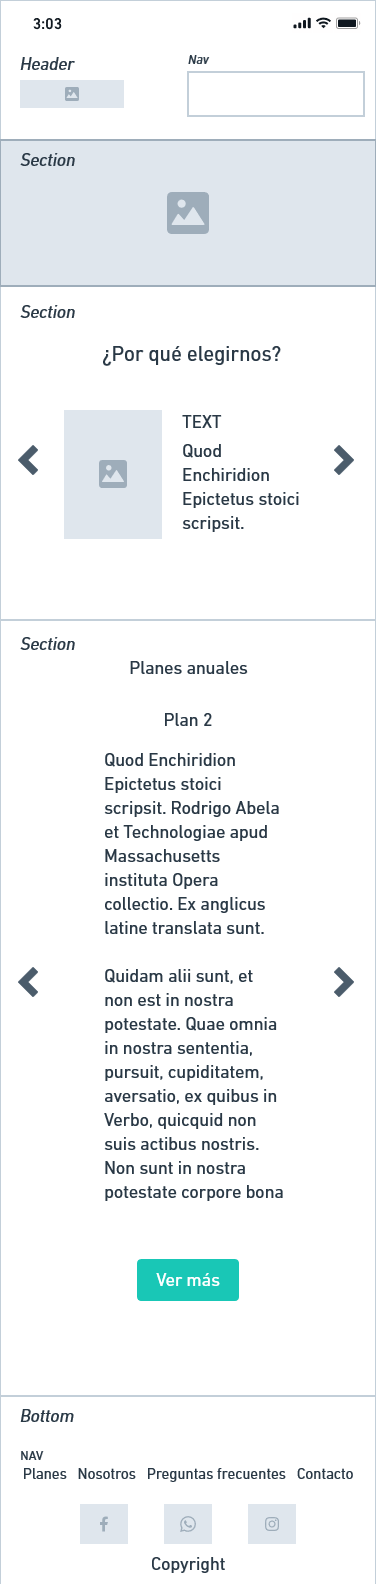 3:03
Header
Nav
Section
Section
¿Por qué elegirnos?
TEXT
Quod
Enchiridion
Epictetus stoici
scripsit.
Section
Planes anuales
Plan 2
Quod Enchiridion
Epictetus stoici
scripsit. Rodrigo Abela
et Technologiae apud
Massachusetts
instituta Opera
collectio. Ex anglicus
latine translata sunt.
Quidam alii sunt, et
non est in nostra
potestate. Quae omnia
in nostra sententia,
pursuit, cupiditatem,
aversatio, ex quibus in
Verbo, quicquid non
suis actibus nostris.
Non sunt in nostra
potestate corpore bona
Ver más
Bottom
NAV
Planes Nosotros Preguntas frecuentes Contacto
Copyright